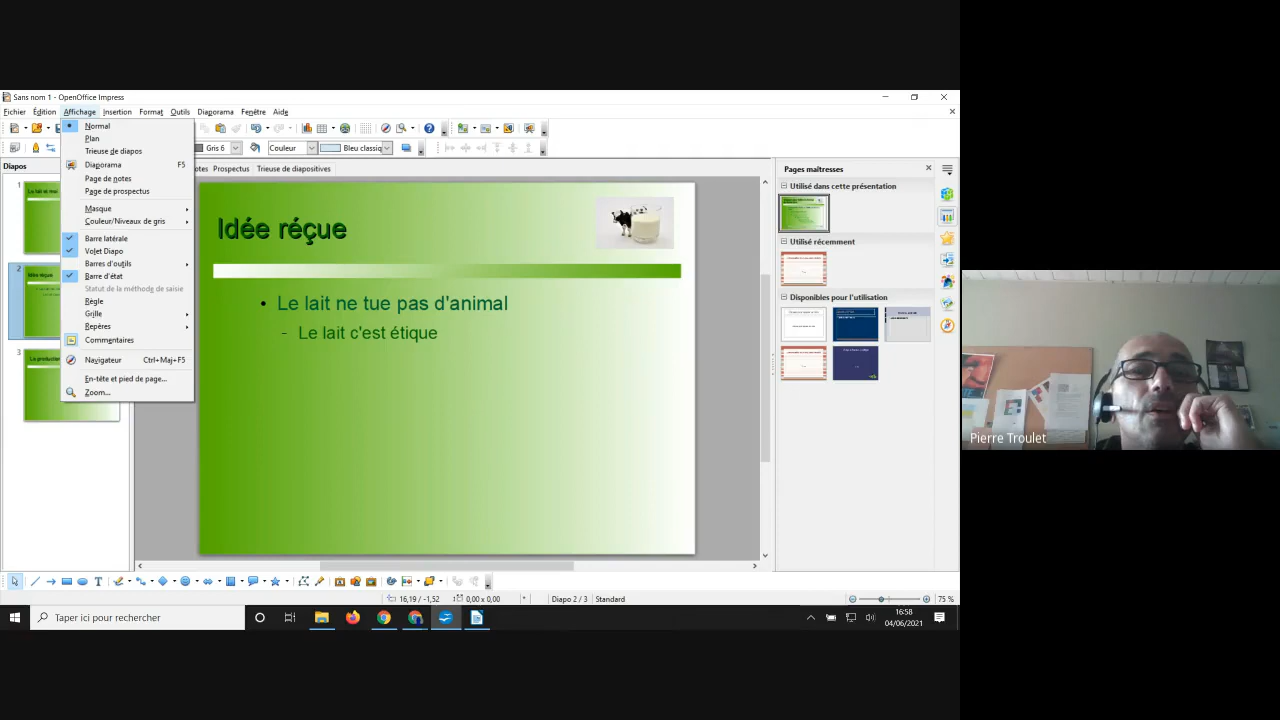 Sans nom 1 - OpenOffice Impress
Fichier Édition Affichage Insertion Format Outils Diaporama Fenêtre Aide
Normal
Plan
Trieuse de diapos
Diaporama F5
Page de notes
Page de prospectus
Masque
Couleur/Niveaux de gris
Barre latérale
Volet Diapo
Barres d'outils
Barre d'état
Statut de la méthode de saisie
Règle
Grille
Repères
Commentaires
Navigateur Ctrl+Maj+F5
En-tête et pied de page...
Zoom...
Gris 6 Couleur Bleu classiq
Diapos
otes Prospectus Trieuse de diapositives
1
2
3
Idée réçue
Le lait ne tue pas d'animal
- Le lait c'est étique
Pages maîtresses
Utilisé dans cette présentation
Utilisé récemment
Disponibles pour l'utilisation
16,19 / -1,52 0,00 x 0,00 * Diapo 2 / 3 Standard 75 %
Taper ici pour rechercher
16:58
04/06/2021
Pierre Troulet